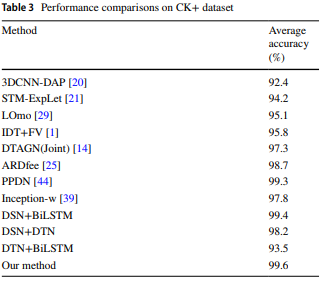 Table 3 Performance comparisons on CK+ dataset
Method Average
accuracy
(%)
3DCNN-DAP [20] 92.4
STM-ExpLet [21] 94.2
LOmo [29] 95.1
IDT+FV [1] 95.8
DTAGN(Joint) [14] 97.3
ARDfee [25] 98.7
PPDN [44] 99.3
Inception-w [39] 97.8
DSN+BiLSTM 99.4
DSN+DTN 98.2
DTN+BiLSTM 93.5
Our method 99.6